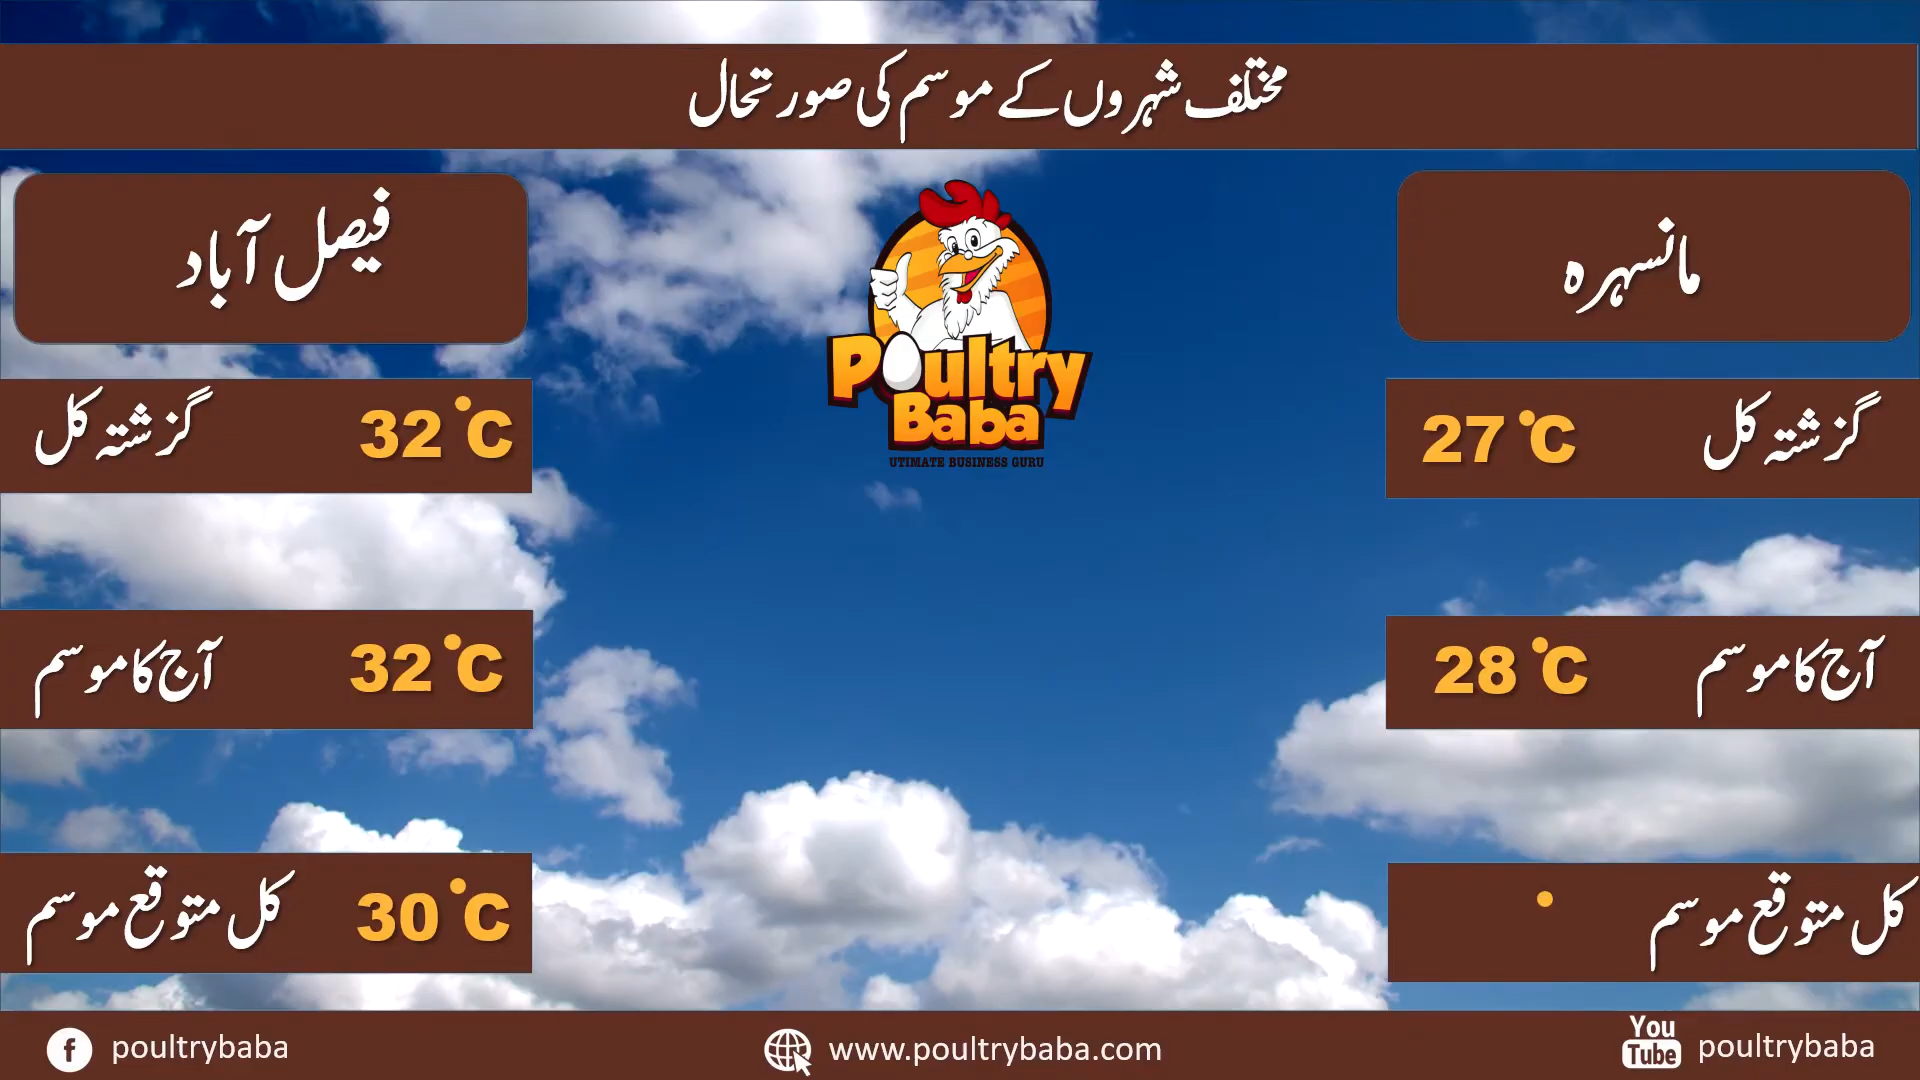 مختلف شہروں کے موسم کی صورتحال
مانسہرہ
گزشتہ کل 27 °C
آج کا موسم 28 °C
کل متوقع موسم °
فیصل آباد
32 °C گزشتہ کل
32 °C آج کا موسم
30 °C کل متوقع موسم
Poultry
Baba
UTIMATE BUSINESS GURU
poultrybaba
www.poultrybaba.com
You
Tube
poultrybaba